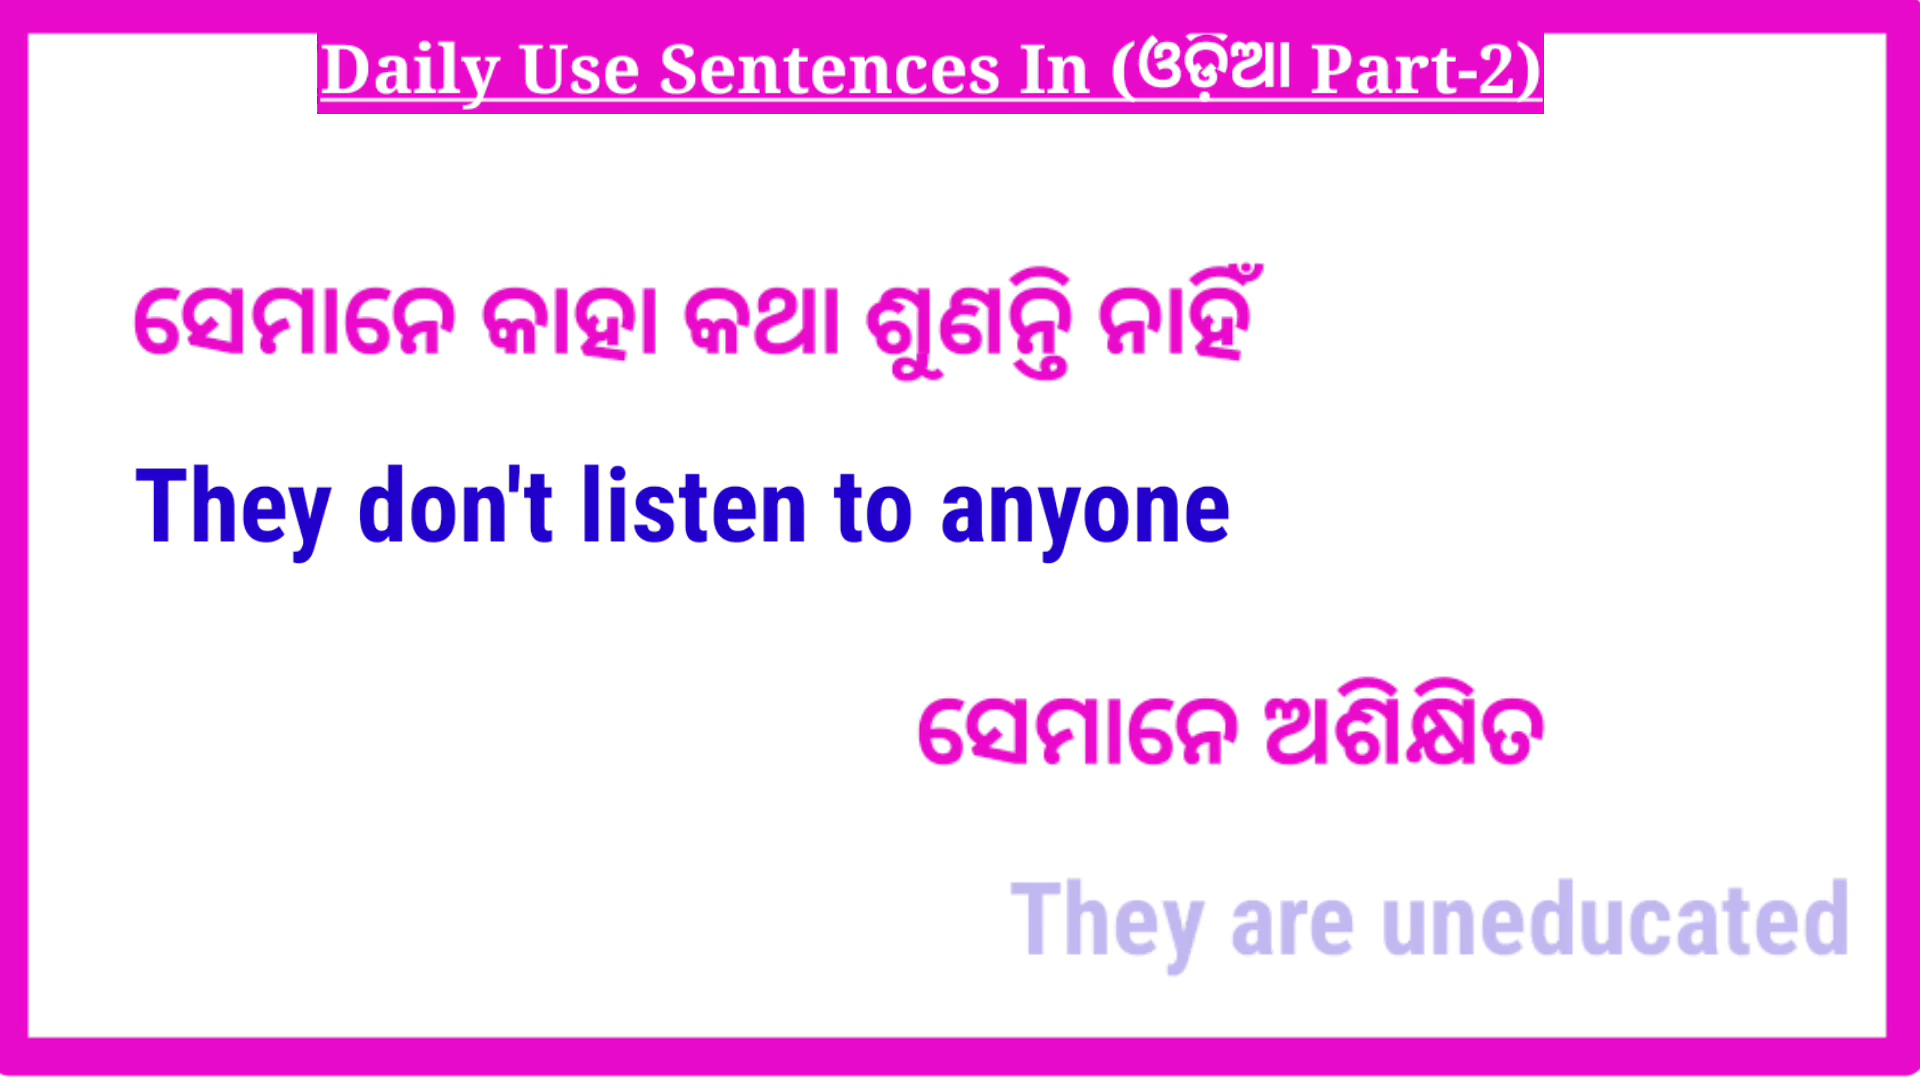 Daily Use Sentences In (ଓଡ଼ିଆ Part-2)
ସେମାନେ କାହା କଥା ଶୁଣନ୍ତି ନାହିଁ
They don't listen to anyone
ସେମାନେ ଅଶିକ୍ଷିତ
They are uneducated